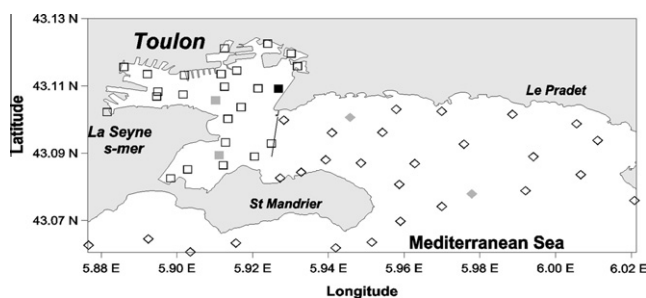 43.13 N
Toulon
43.11 N
Le Pradet
La Seyne
s-mer
Latitude
43.09 N
St Mandrier
43.07 N
Mediterranean Sea
5.88 E 5.90 E 5.92 E 5.94 E 5.96 E 5.98 E 6.00 E 6.02 E
Longitude